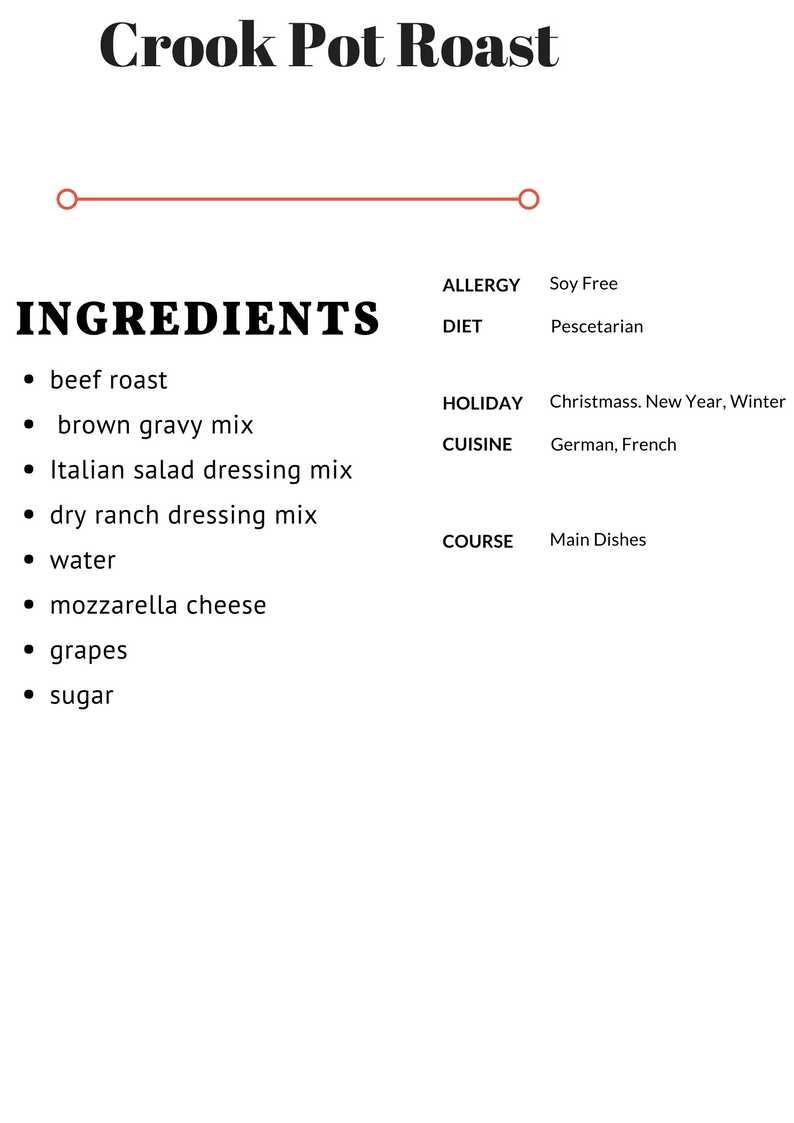 Crook Pot Roast
INGREDIENTS
beef roast
brown gravy mix
Italian salad dressing mix
dry ranch dressing mix
water
mozzarella cheese
grapes
sugar
ALLERGY Soy Free
DIET Pescetarian
HOLIDAY Christmass. New Year, Winter
CUISINE German, French
COURSE Main Dishes